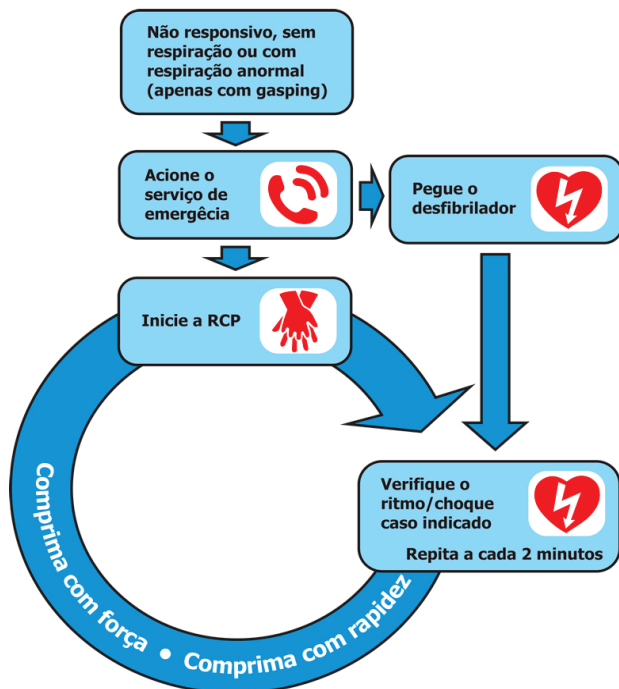 Não responsivo, sem
respiração ou com
respiração anormal
(apenas com gasping)
Acione o
serviço de
emergêcia
Pegue o
desfibrilador
Inicie a RCP
Verifique o
ritmo/choque
caso indicado
Repita a cada 2 minutos
Comprima com força • Comprima com rapidez